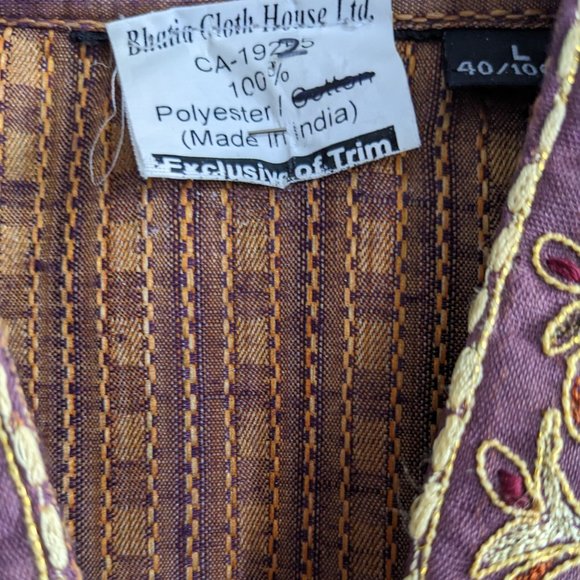 Bhatia Cloth House Ltd.
CA-19225
100%
Polyester / Cotton
(Made in India)
*Exclusive of Trim
L
40/10